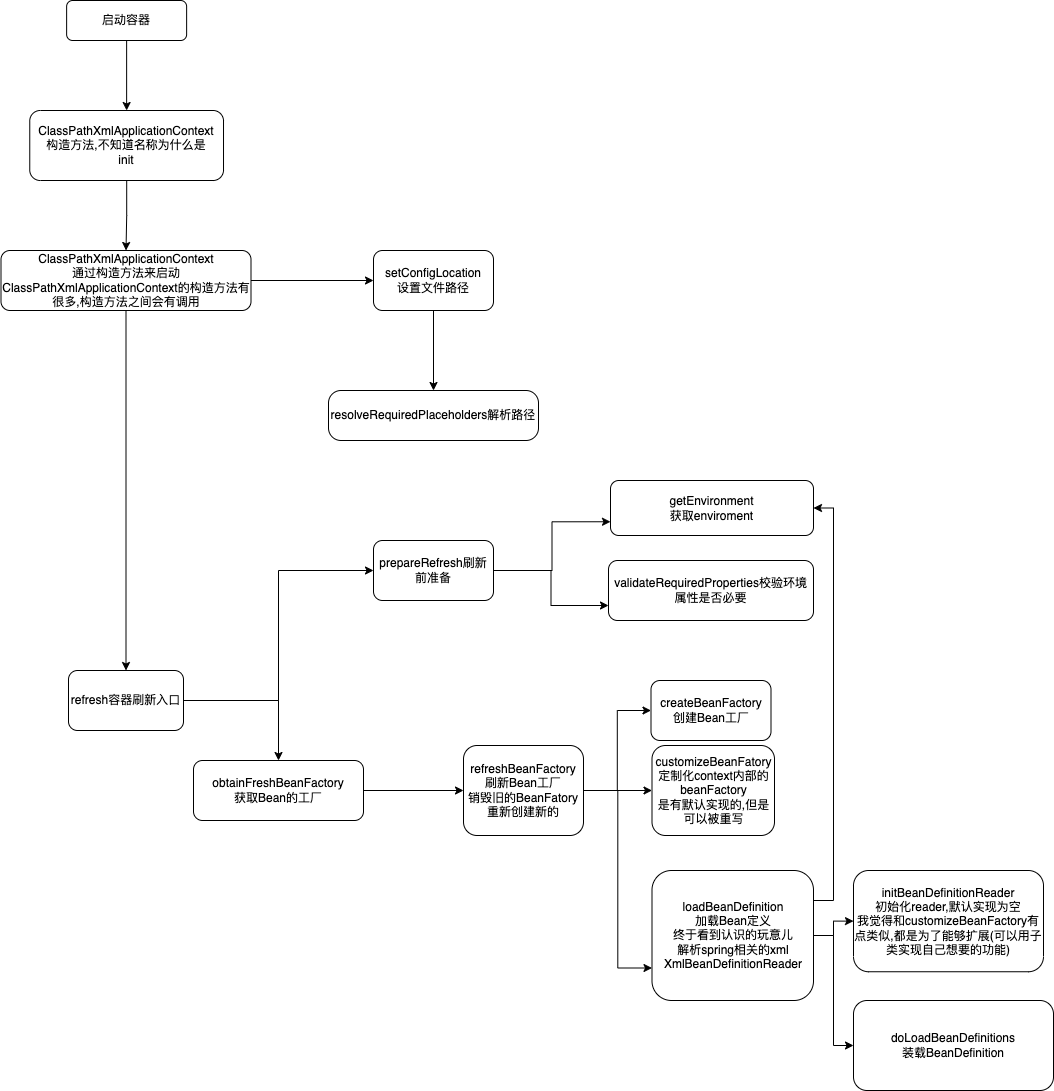 启动容器
ClassPathXmlApplicationContext
构造方法,不知道名称为什么是
init
ClassPathXmlApplicationContext
通过构造方法来启动
ClassPathXmlApplicationContext的构造方法有
很多,构造方法之间会有调用
setConfigLocation
设置文件路径
resolveRequiredPlaceholders解析路径
getEnvironment
获取enviroment
prepareRefresh刷新
前准备
validateRequiredProperties校验环境
属性是否必要
refresh容器刷新入口
createBeanFactory
创建Bean工厂
obtainFreshBeanFactory
获取Bean的工厂
refreshBeanFactory
刷新Bean工厂
销毁旧的BeanFatory
重新创建新的
customizeBeanFatory
定制化context内部的
beanFactory
是有默认实现的,但是
可以被重写
loadBeanDefinition
加载Bean定义
终于看到认识的玩意儿
解析spring相关的xml
XmlBeanDefinitionReader
initBeanDefinitionReader
初始化reader,默认实现为空
我觉得和customizeBeanFactory有
点类似,都是为了能够扩展(可以用子
类实现自己想要的功能)
doLoadBeanDefinitions
装载BeanDefinition